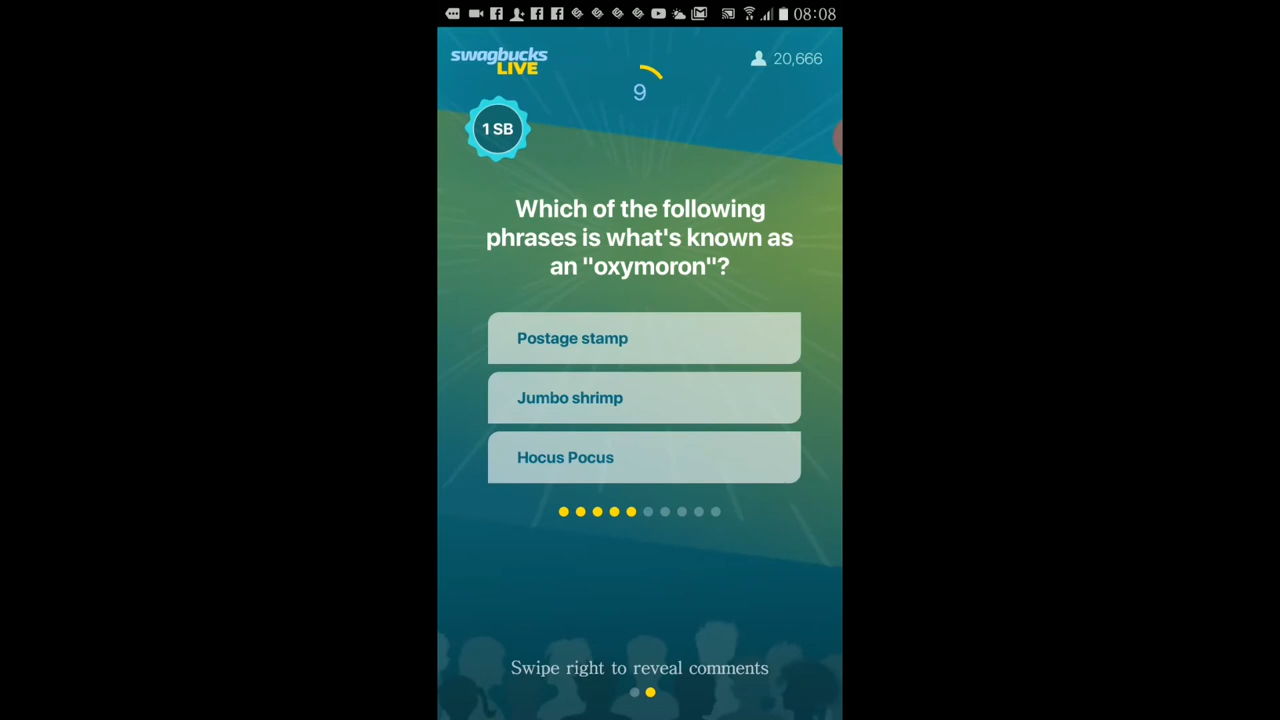 08:08
swagbucks
LIVE
9
20,666
1 SB
Which of the following
phrases is what's known as
an "oxymoron"?
Postage stamp
Jumbo shrimp
Hocus Pocus
Swipe right to reveal comments